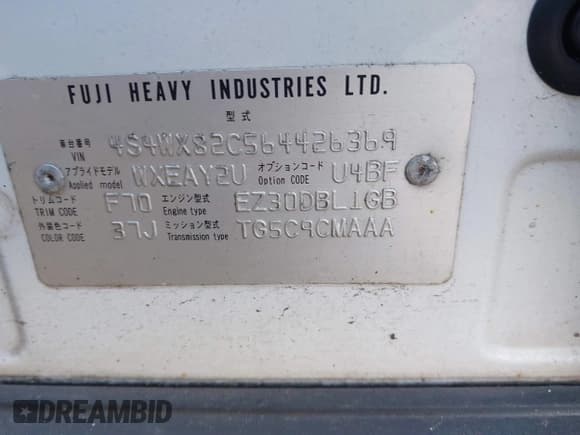 FUJI HEAVY INDUSTRIES LTD.
型式
車台番号
VIN 4S4WX82C564426369
アプライドモデル
Applied model WXEAY2U オプションコード
Option Code U4BF
トリムコード
TRIM CODE F70 エンジン型式
Engine type EZ30DBL1GB
外装色コード
COLOR CODE 37J ミッション型式
Transmission type TG5C9CMAAA
DREAMBID